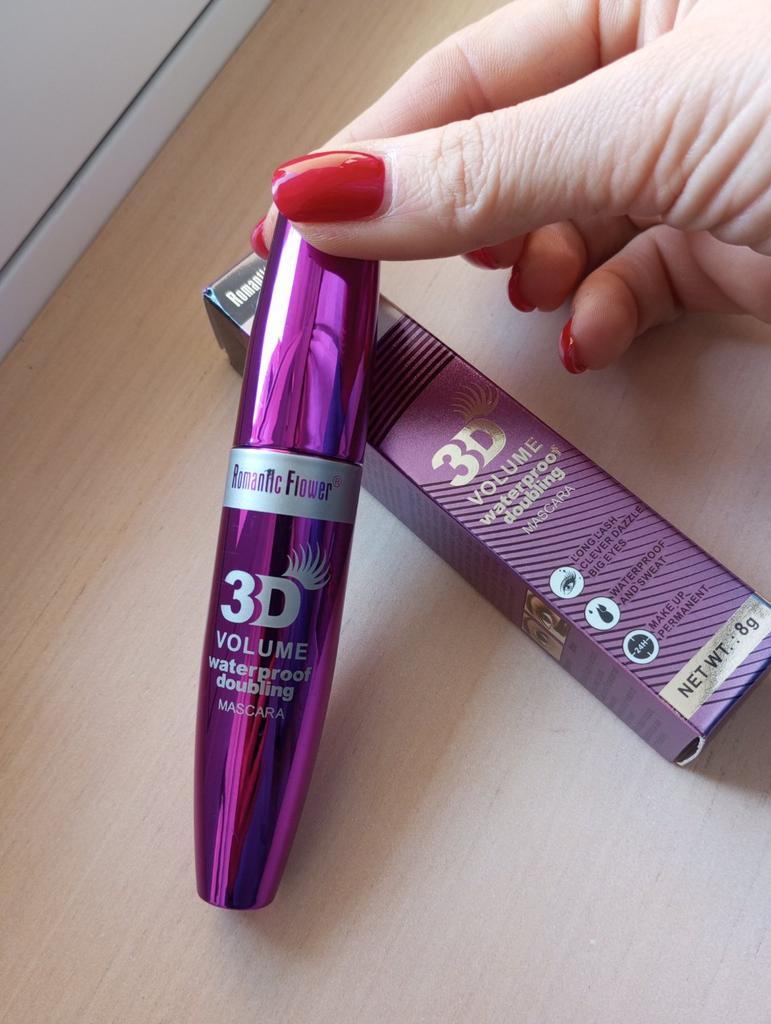 Romantic Flower®
3D
VOLUME
waterproof
doubling
MASCARA
3D
VOLUME
waterproof
doubling
MASCARA
LONG LASH
CLEVER DAZZLE
BIG EYES
WATERPROOF
AND SWEAT
24H
MAKE UP
PERMANENT
NET WT.: 8g